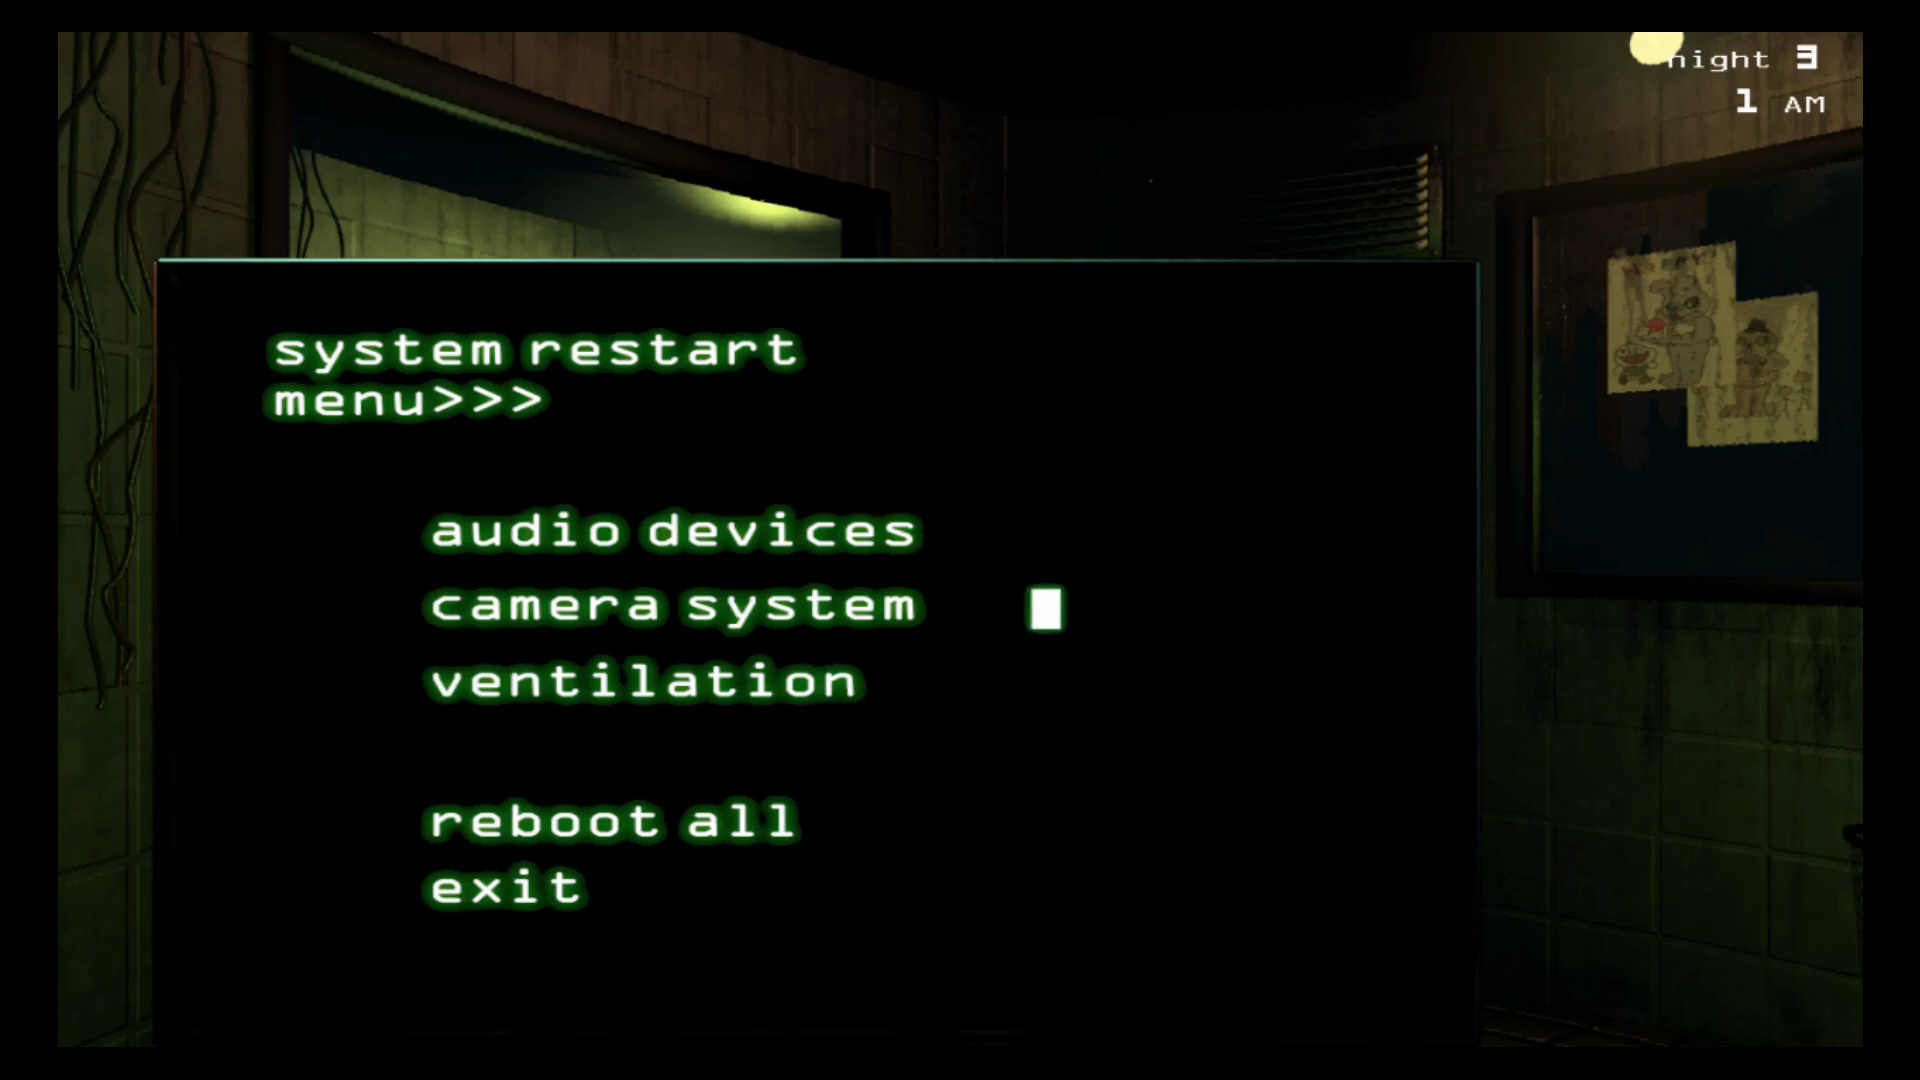 night 3
1 AM
system restart
menu>>>
audio devices
camera system
ventilation
reboot all
exit